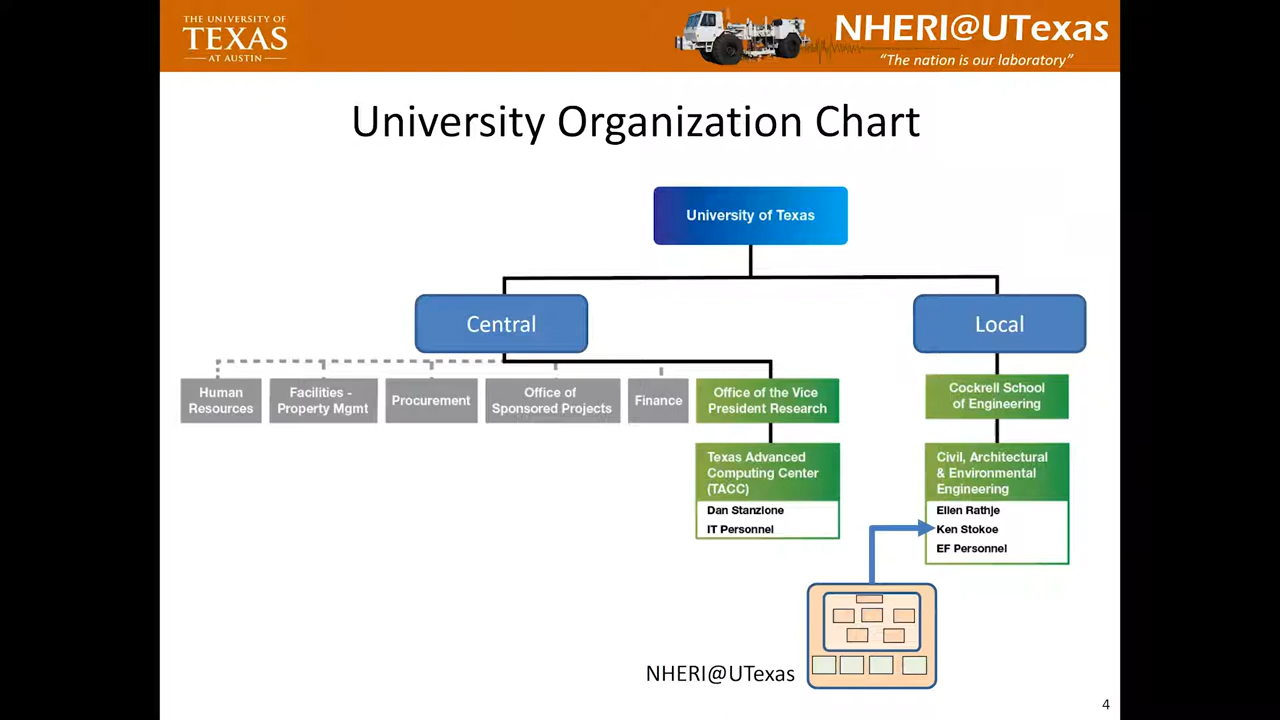 THE UNIVERSITY OF
TEXAS
AT AUSTIN
NHERI@UTexas
“The nation is our laboratory”
University Organization Chart
University of Texas
Central
Local
Human
Resources
Facilities -
Property Mgmt
Procurement
Office of
Sponsored Projects
Finance
Office of the Vice
President Research
Cockrell School
of Engineering
Texas Advanced
Computing Center
(TACC)
Dan Stanzione
IT Personnel
Civil, Architectural
& Environmental
Engineering
Ellen Rathje
Ken Stokoe
EF Personnel
NHERI@UTexas
4